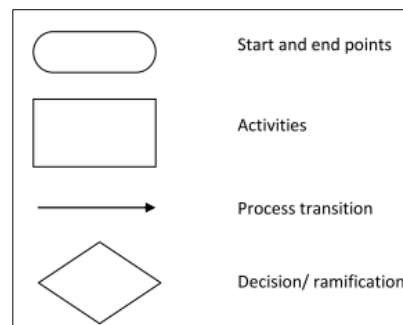 Start and end points
Activities
Process transition
Decision/ ramification